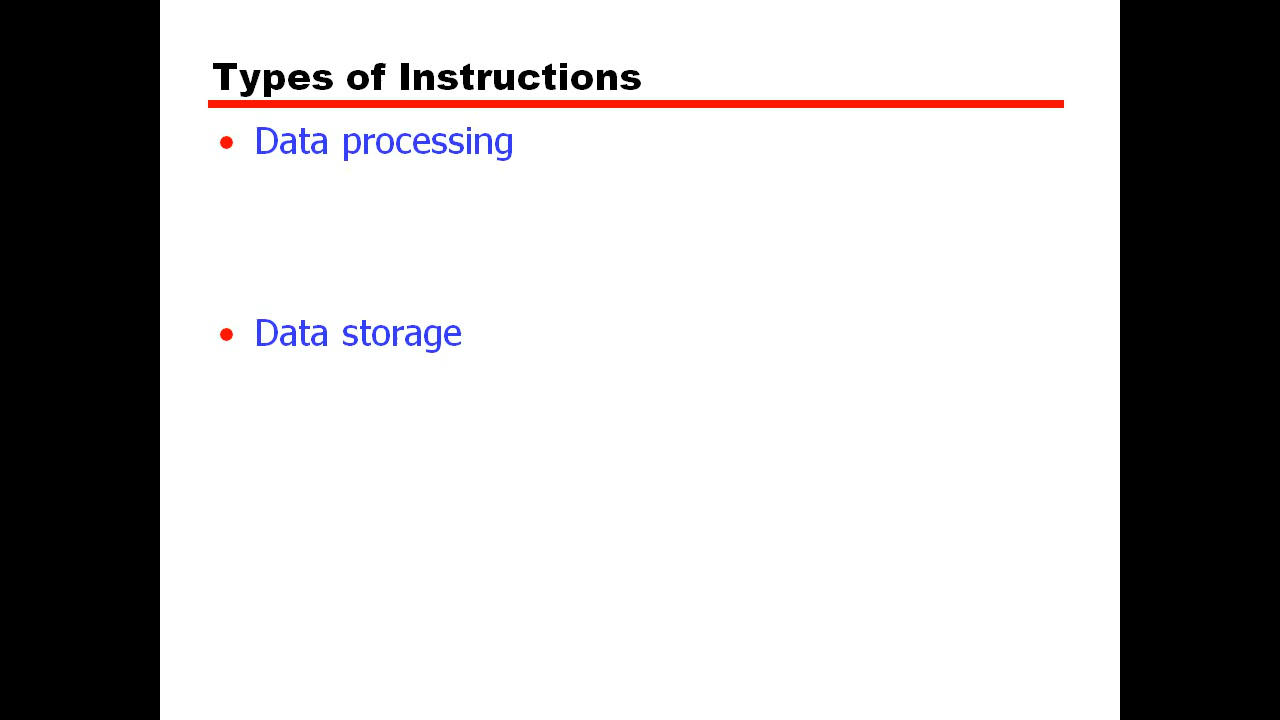 Types of Instructions
Data processing
Data storage